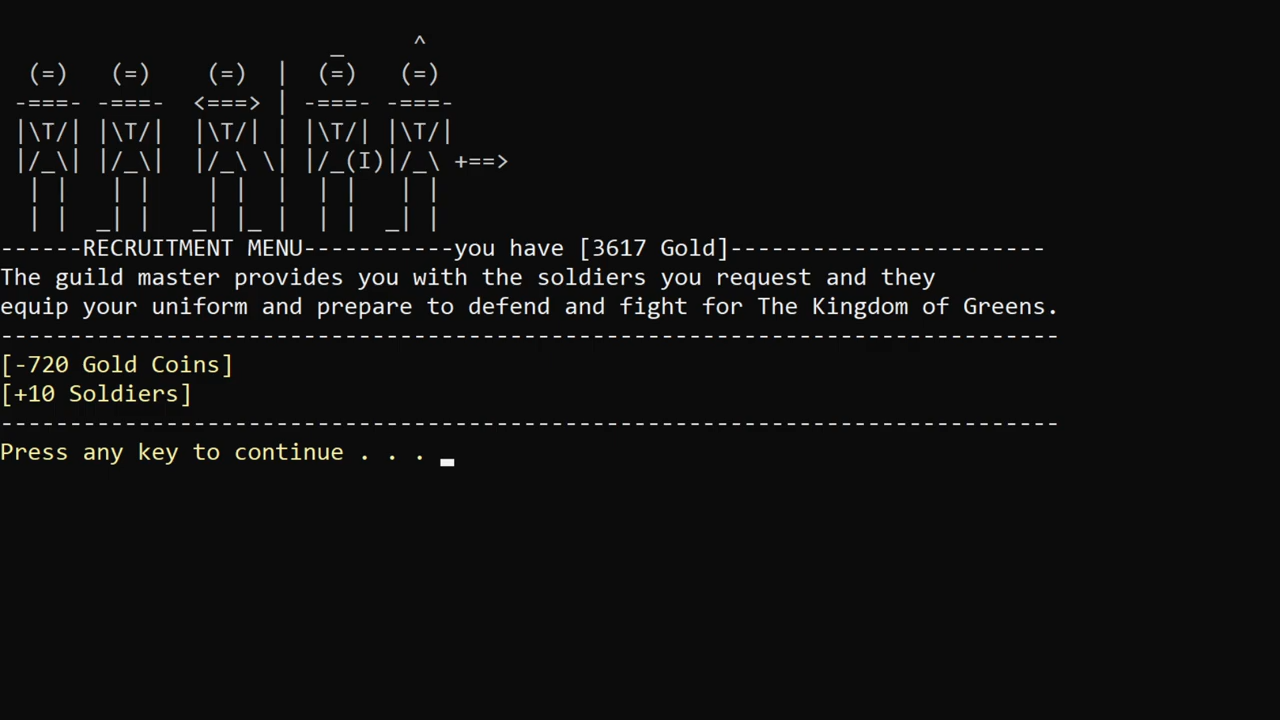 ------RECRUITMENT MENU-----------you have [3617 Gold]-----------------------
The guild master provides you with the soldiers you request and they
equip your uniform and prepare to defend and fight for The Kingdom of Greens.
-----------------------------------------------------------------------------
[-720 Gold Coins]
[+10 Soldiers]
-----------------------------------------------------------------------------
Press any key to continue . . . _